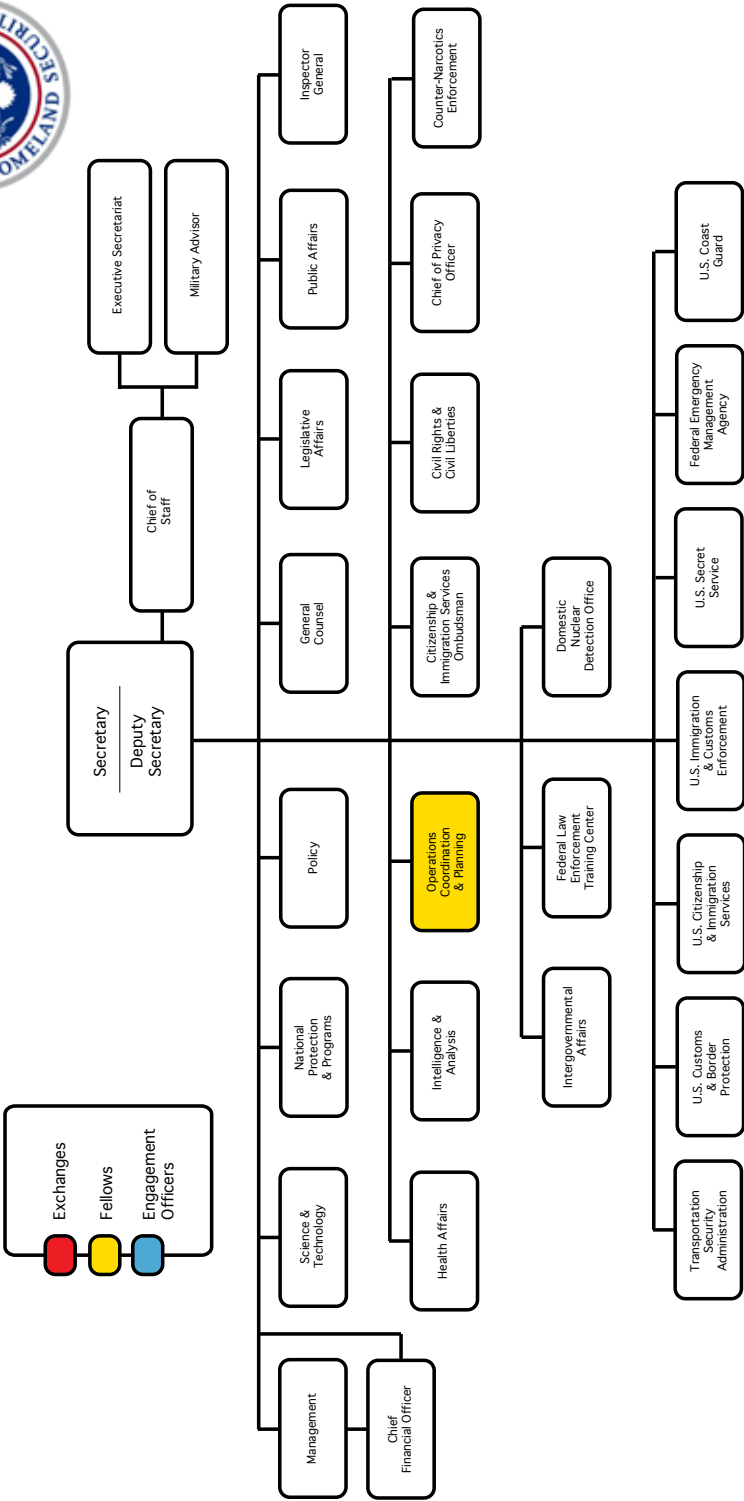 OMELAND SECURIT
Exchanges
Fellows
Engagement
Officers
Secretary
Deputy
Secretary
Chief of
Staff
Executive Secretariat
Military Advisor
Management
Chief
Financial Officer
Science &
Technology
National
Protection
& Programs
Policy
General
Counsel
Legislative
Affairs
Public Affairs
Inspector
General
Health Affairs
Intelligence &
Analysis
Operations
Coordination
& Planning
Citizenship &
Immigration Services
Ombudsman
Civil Rights &
Civil Liberties
Chief of Privacy
Officer
Counter-Narcotics
Enforcement
Intergovernmental
Affairs
Federal Law
Enforcement
Training Center
Domestic
Nuclear
Detection Office
Transportation
Security
Administration
U.S. Customs
& Border
Protection
U.S. Citizenship
& Immigration
Services
U.S. Immigration
& Customs
Enforcement
U.S. Secret
Service
Federal Emergency
Management
Agency
U.S. Coast
Guard